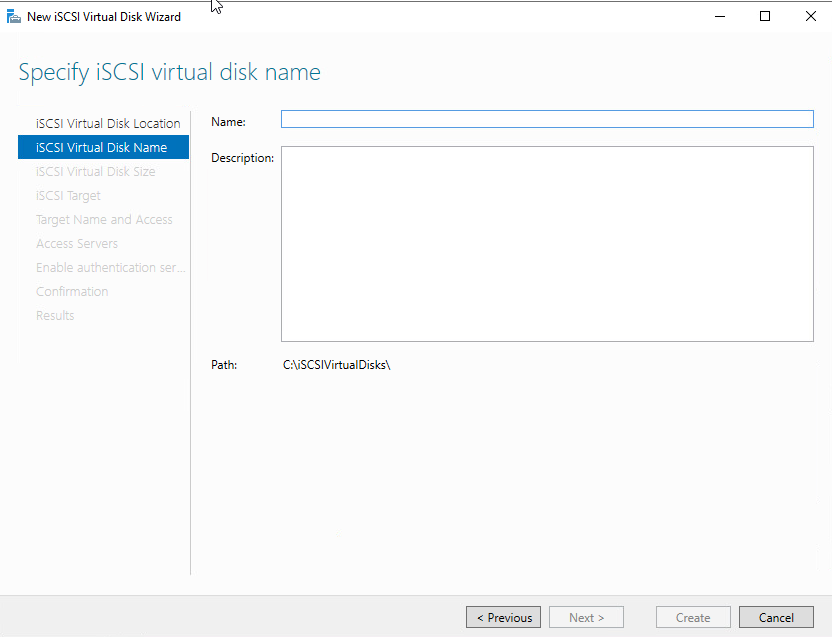 New iSCSI Virtual Disk Wizard
Specify iSCSI virtual disk name
iSCSI Virtual Disk Location
iSCSI Virtual Disk Name
iSCSI Virtual Disk Size
iSCSI Target
Target Name and Access
Access Servers
Enable authentication ser...
Confirmation
Results
Name:
Description:
Path: C:\iSCSIVirtualDisks\
< Previous Next > Create Cancel